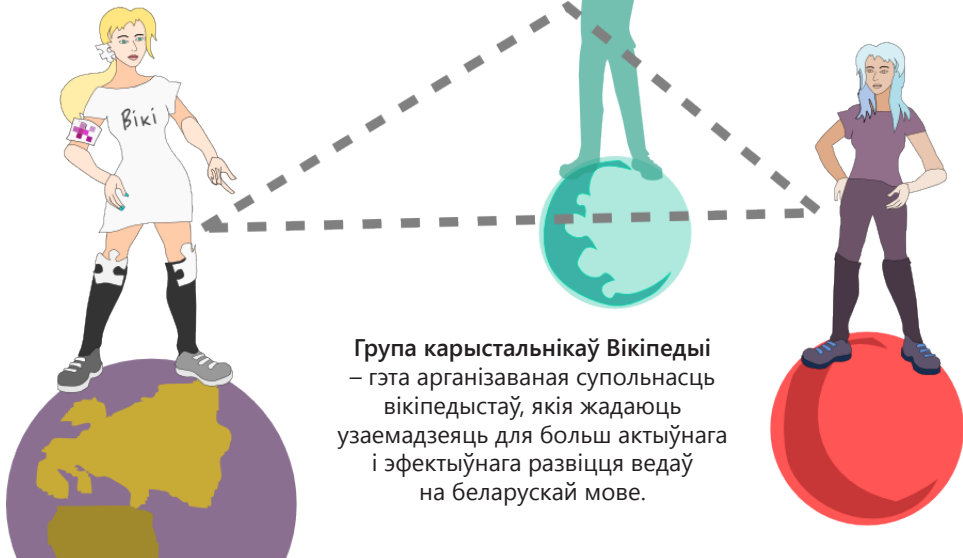 Вікі
Група карыстальнікаў Вікіпедыі
– гэта арганізаваная супольнасць
вікіпедыстаў, якія жадаюць
узаемадзеяць для больш актыўнага
і эфектыўнага развіцця ведаў
на беларускай мове.